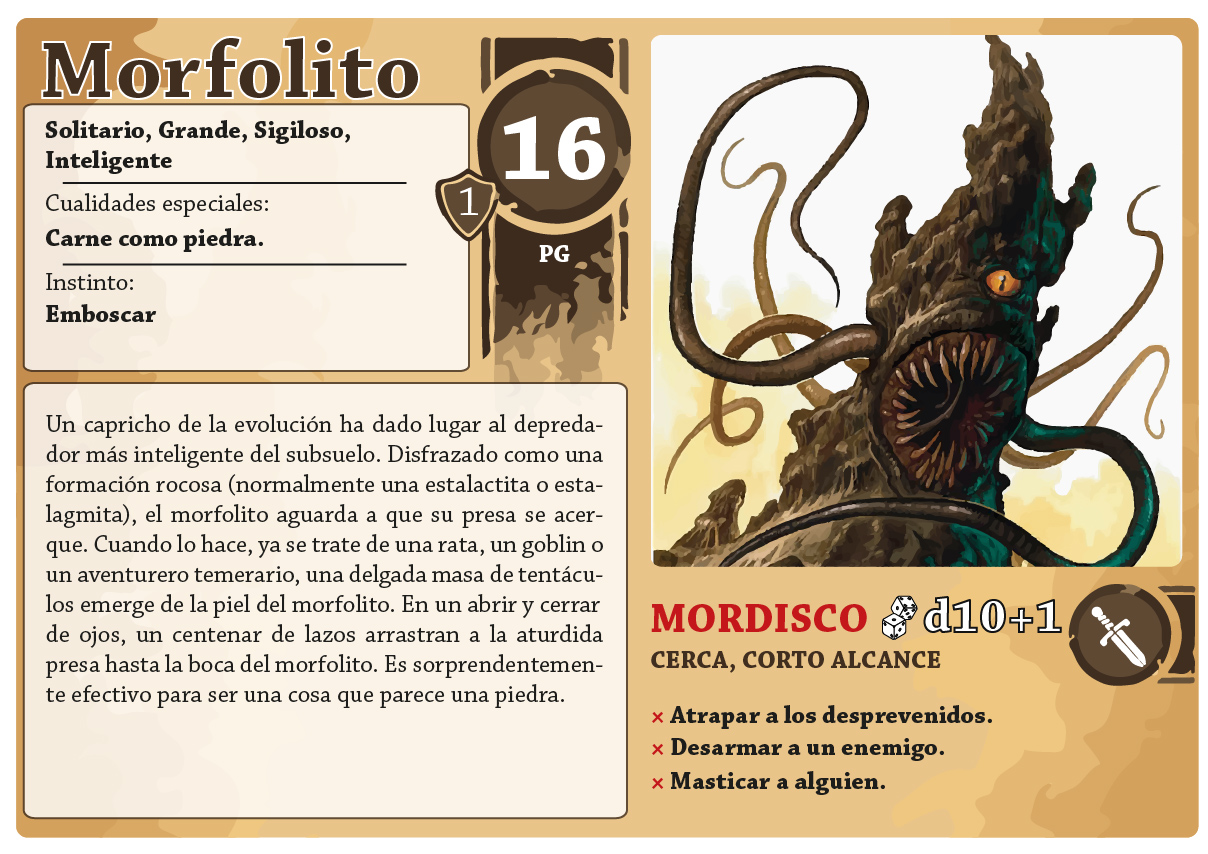 Morfolito
Solitario, Grande, Sigiloso,
Inteligente
Cualidades especiales:
Carne como piedra.
Instinto:
Emboscar
1
16
PG
Un capricho de la evolución ha dado lugar al depreda-
dor más inteligente del subsuelo. Disfrazado como una
formación rocosa (normalmente una estalactita o esta-
lagmita), el morfolito aguarda a que su presa se acer-
que. Cuando lo hace, ya se trate de una rata, un goblin o
un aventurero temerario, una delgada masa de tentácu-
los emerge de la piel del morfolito. En un abrir y cerrar
de ojos, un centenar de lazos arrastran a la aturdida
presa hasta la boca del morfolito. Es sorprendentemen-
te efectivo para ser una cosa que parece una piedra.
MORDISCO d10+1
CERCA, CORTO ALCANCE
× Atrapar a los desprevenidos.
× Desarmar a un enemigo.
× Masticar a alguien.